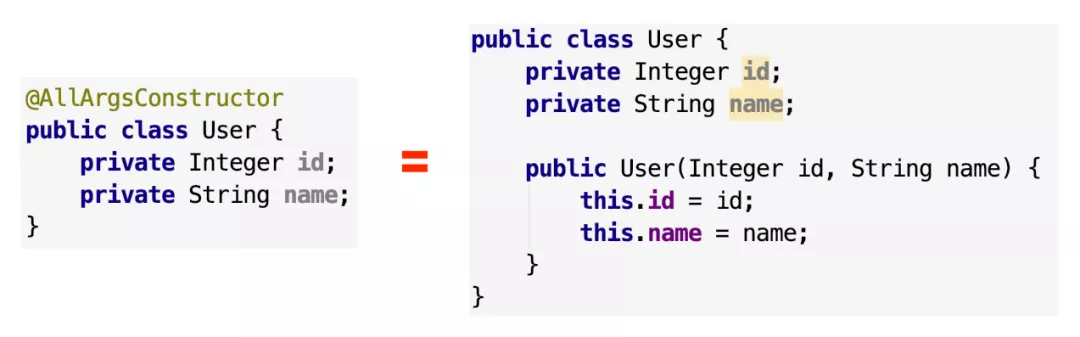 @AllArgsConstructor
public class User {
    private Integer id;
    private String name;
}
=
public class User {
    private Integer id;
    private String name;

    public User(Integer id, String name) {
        this.id = id;
        this.name = name;
    }
}